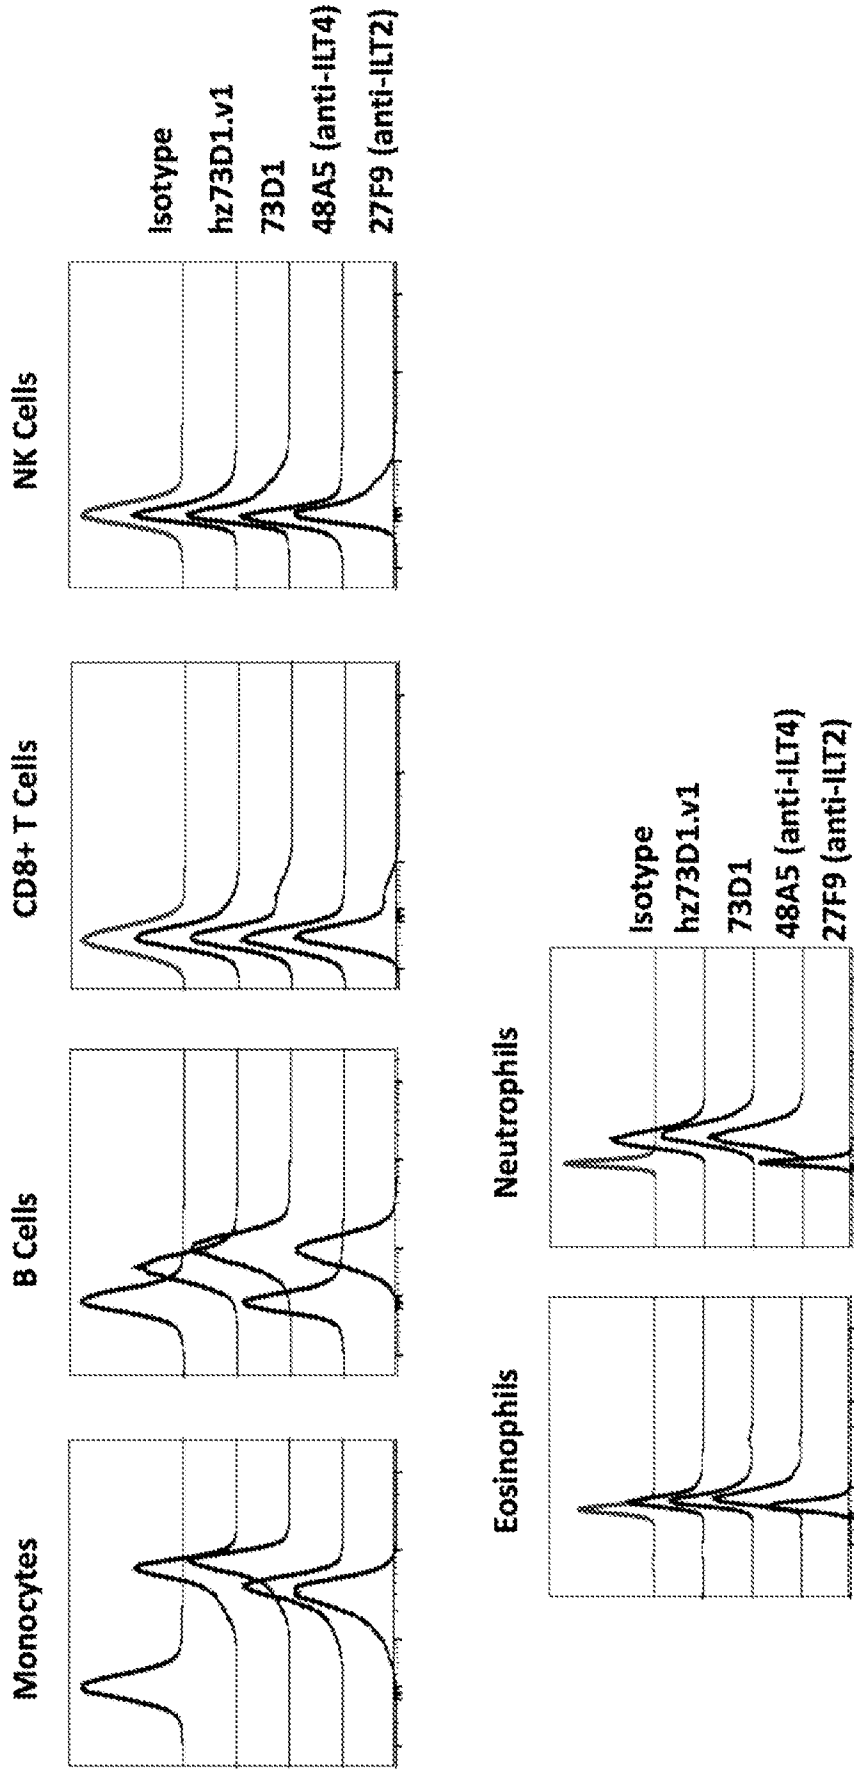 Monocytes
B Cells
CD8+ T Cells
NK Cells
Isotype
hz73D1.v1
73D1
48A5 (anti-ILT4)
27F9 (anti-ILT2)
Eosinophils
Neutrophils
Isotype
hz73D1.v1
73D1
48A5 (anti-ILT4)
27F9 (anti-ILT2)